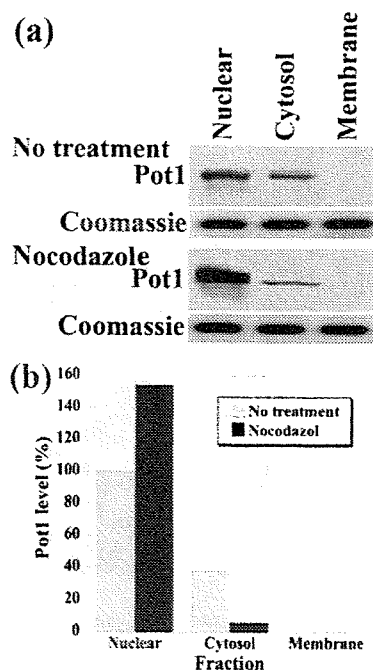 (a)
Nuclear
Cytosol
Membrane
No treatment
Pot1
Coomassie
Nocodazole
Pot1
Coomassie
(b)
160
140
120
100
80
60
40
20
0
Pot1 level (%)
No treatment
Nocodazol
Nuclear
Cytosol
Membrane
Fraction